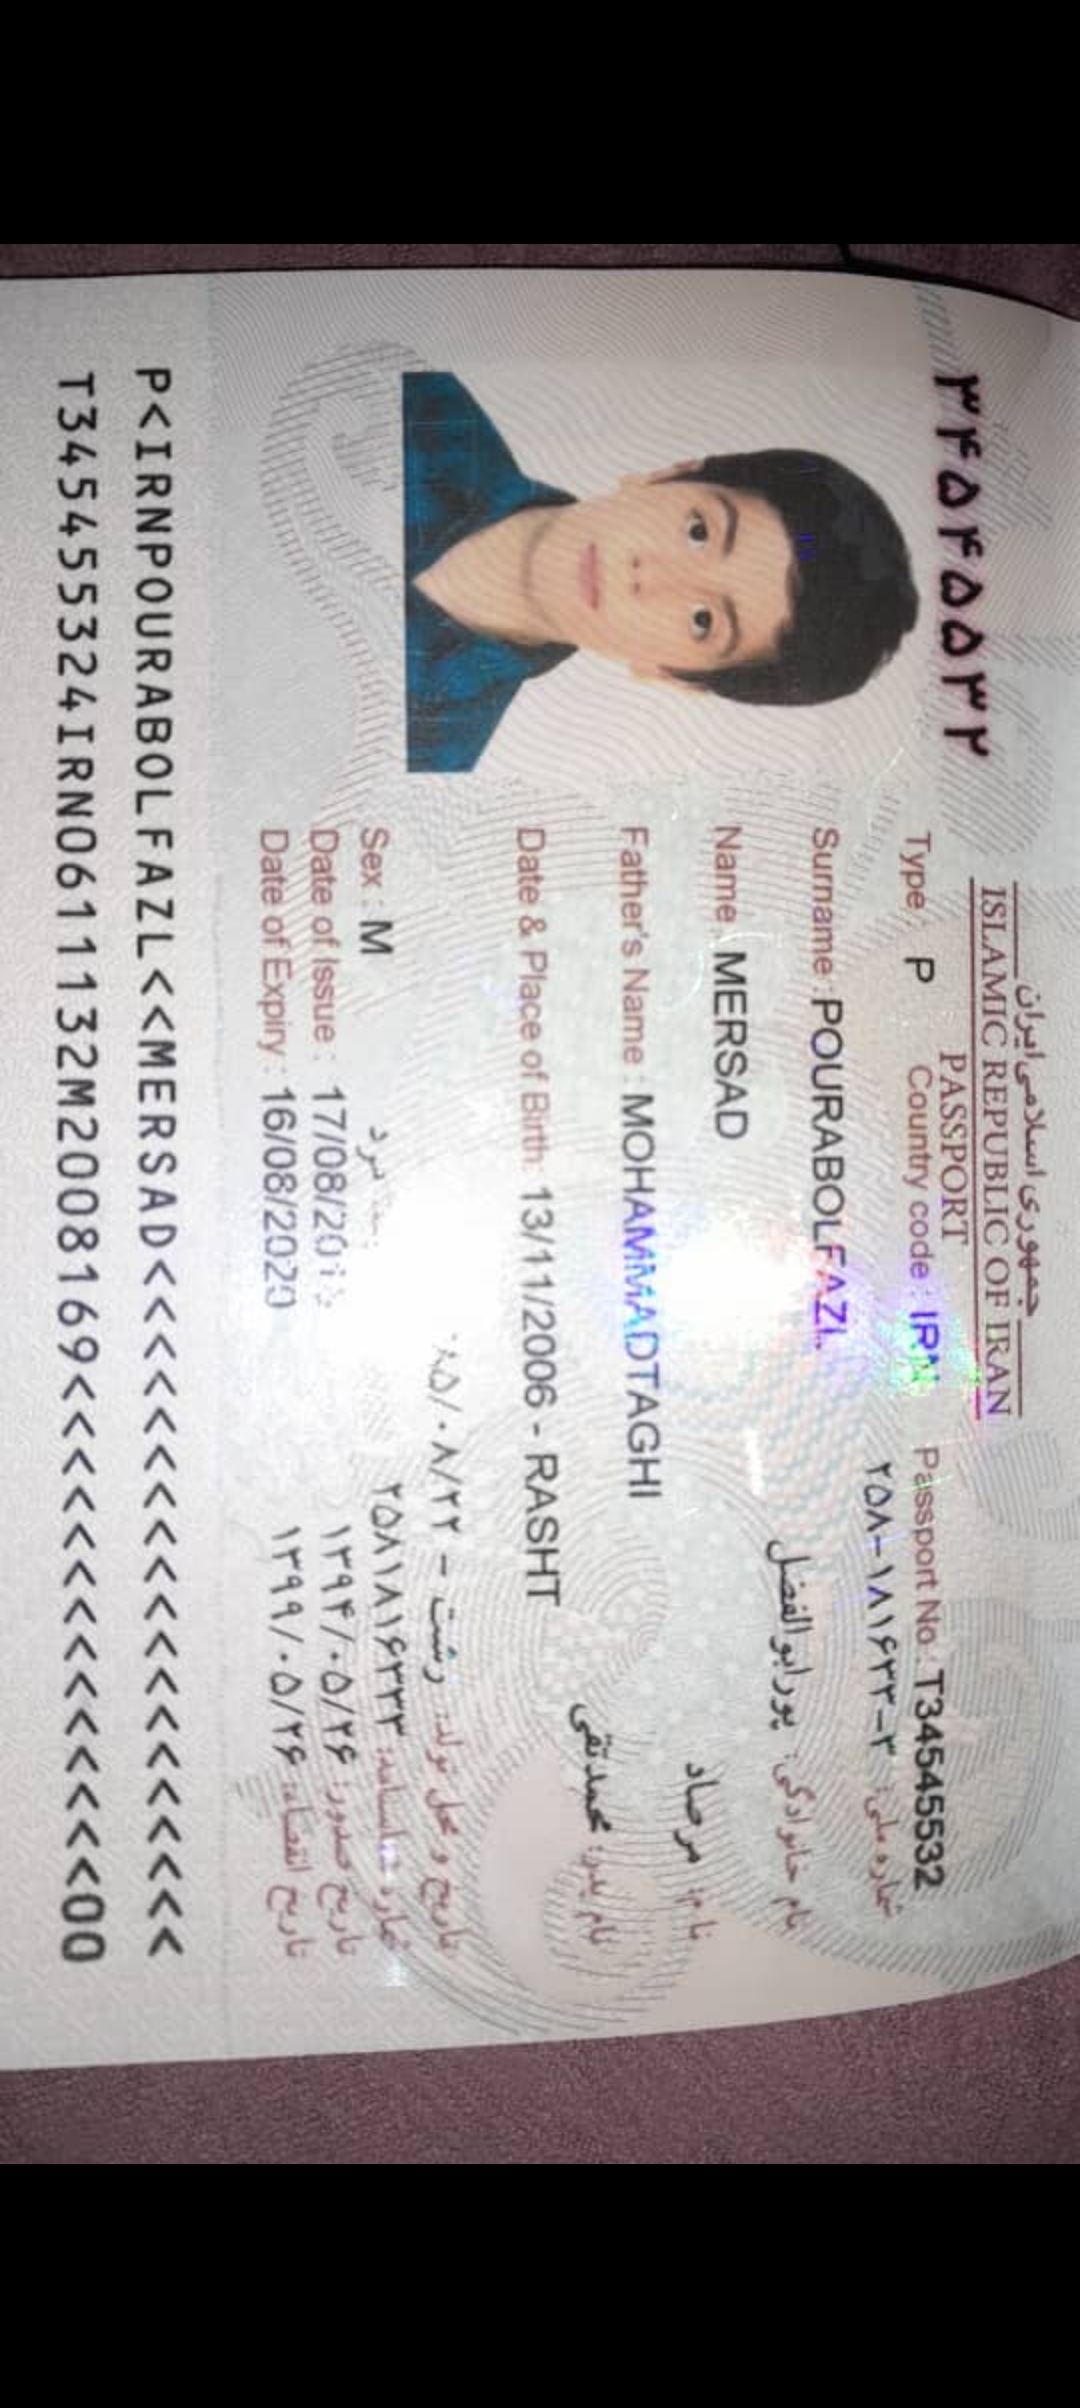 ۳۴۵۴۵۵۳۲
جمهوری اسلامی ایران
ISLAMIC REPUBLIC OF IRAN
PASSPORT
Type : P Country code : IRN Passport No : T34545532
شماره ملی: ۲۵۸-۱۸۱۶۳۳-۳
Surname : POURABOLFAZL
نام خانوادگی: پورابوالفضل
Name : MERSAD
نام: مرصاد
Father's Name : MOHAMMADTAGHI
نام پدر: محمدتقی
Date & Place of Birth: 13/11/2006 - RASHT
تاریخ و محل تولد: ۸۵/۰۸/۲۲ - رشت
Sex : M مرد
شماره شناسنامه: ۲۵۸۱۸۱۶۳۳۳
Date of Issue : 17/08/
تاریخ صدور: ۱۳۹۴/۰۵/۲۶
Date of Expiry : 16/08/2020
تاریخ انقضاء: ۱۳۹۹/۰۵/۲۶
P<IRNPOURABOLFAZL<<MERSAD<<<<<<<<<<<<<<<<<<<
T345455324IRN0611132M2008169<<<<<<<<<<<<<<00